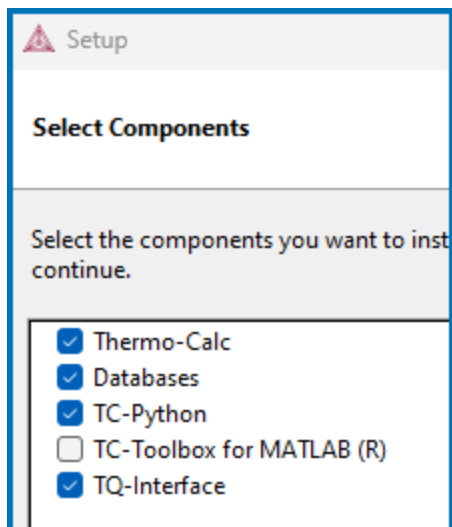 Setup
Select Components
Select the components you want to inst
continue.
Thermo-Calc
Databases
TC-Python
TC-Toolbox for MATLAB (R)
TQ-Interface